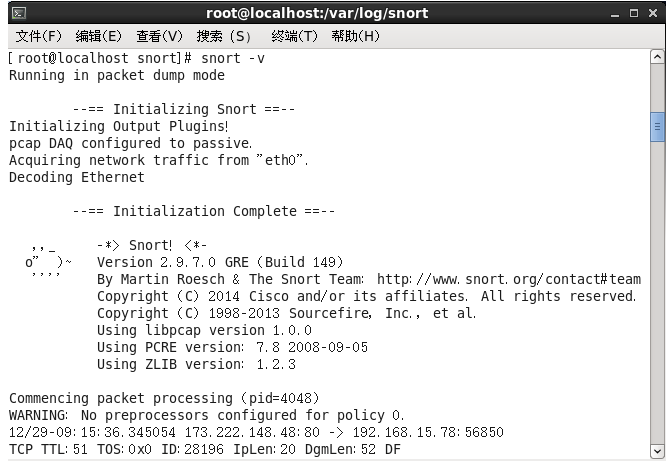 root@localhost:/var/log/snort
文件(F) 编辑(E) 查看(V) 搜索 (S) 终端(T) 帮助(H)
[root@localhost snort]# snort -v
Running in packet dump mode
--== Initializing Snort ==--
Initializing Output Plugins!
pcap DAQ configured to passive.
Acquiring network traffic from "eth0".
Decoding Ethernet
--== Initialization Complete ==--
,,_ -*> Snort! <*-
o" )~ Version 2.9.7.0 GRE (Build 149)
'''' By Martin Roesch & The Snort Team: http://www.snort.org/contact#team
Copyright (C) 2014 Cisco and/or its affiliates. All rights reserved.
Copyright (C) 1998-2013 Sourcefire, Inc., et al.
Using libpcap version 1.0.0
Using PCRE version: 7.8 2008-09-05
Using ZLIB version: 1.2.3
Commencing packet processing (pid=4048)
WARNING: No preprocessors configured for policy 0.
12/29-09:15:36.345054 173.222.148.48:80 -> 192.168.15.78:56850
TCP TTL:51 TOS:0x0 ID:28196 IpLen:20 DgmLen:52 DF